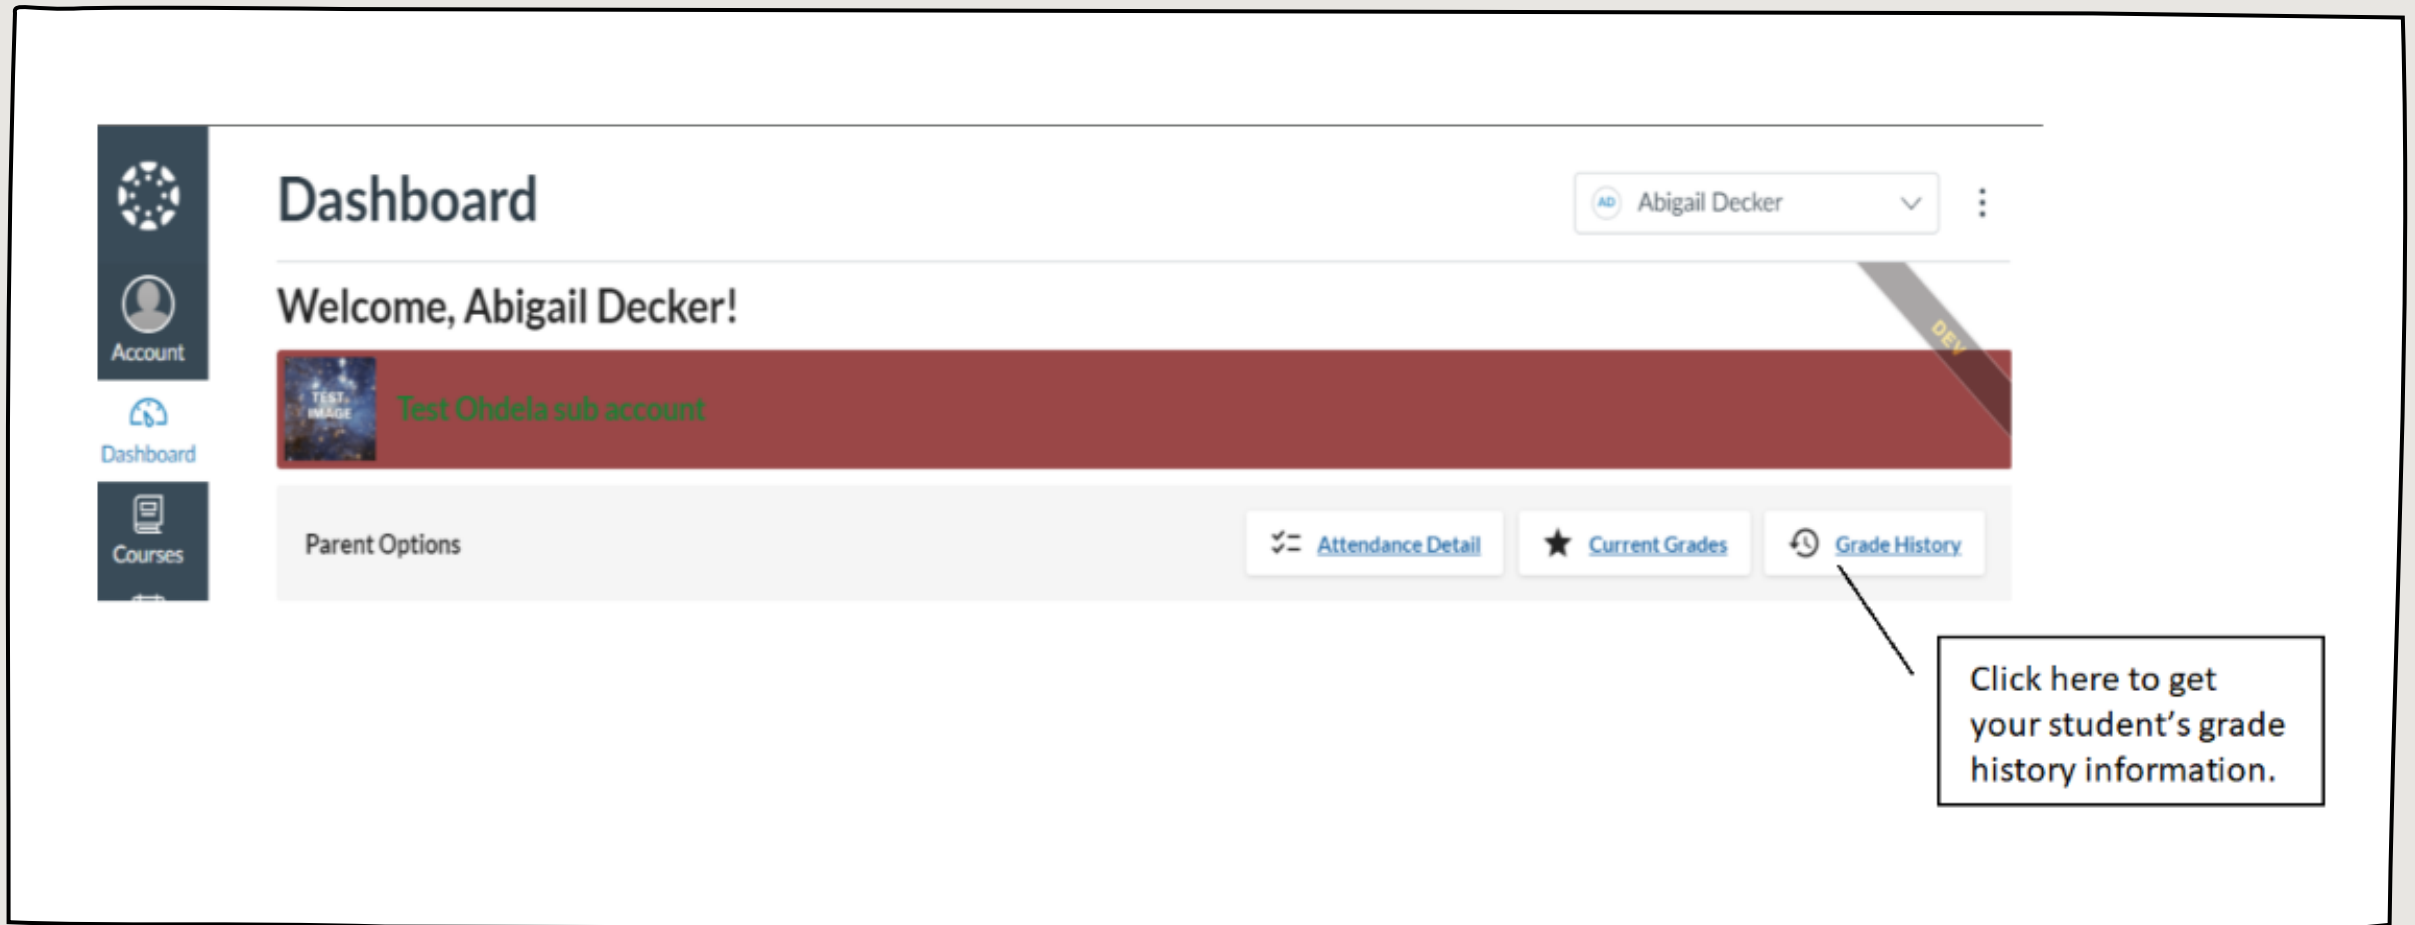 Dashboard
AD Abigail Decker
Account
Welcome, Abigail Decker!
DEV
TEST
IMAGE
Test Ohdela sub account
Dashboard
Courses
Parent Options
Attendance Detail
Current Grades
Grade History
Click here to get
your student’s grade
history information.